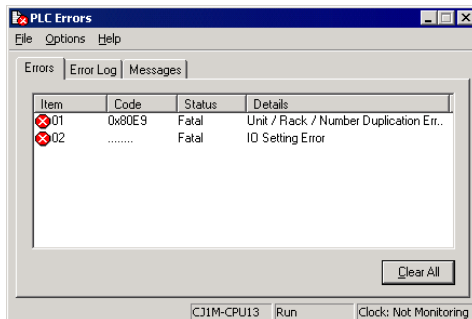 PLC Errors
File Options Help
Errors Error Log Messages
Item Code Status Details
01 0x80E9 Fatal Unit / Rack / Number Duplication Err..
02 ........ Fatal IO Setting Error
Clear All
CJ1M-CPU13 Run Clock: Not Monitoring